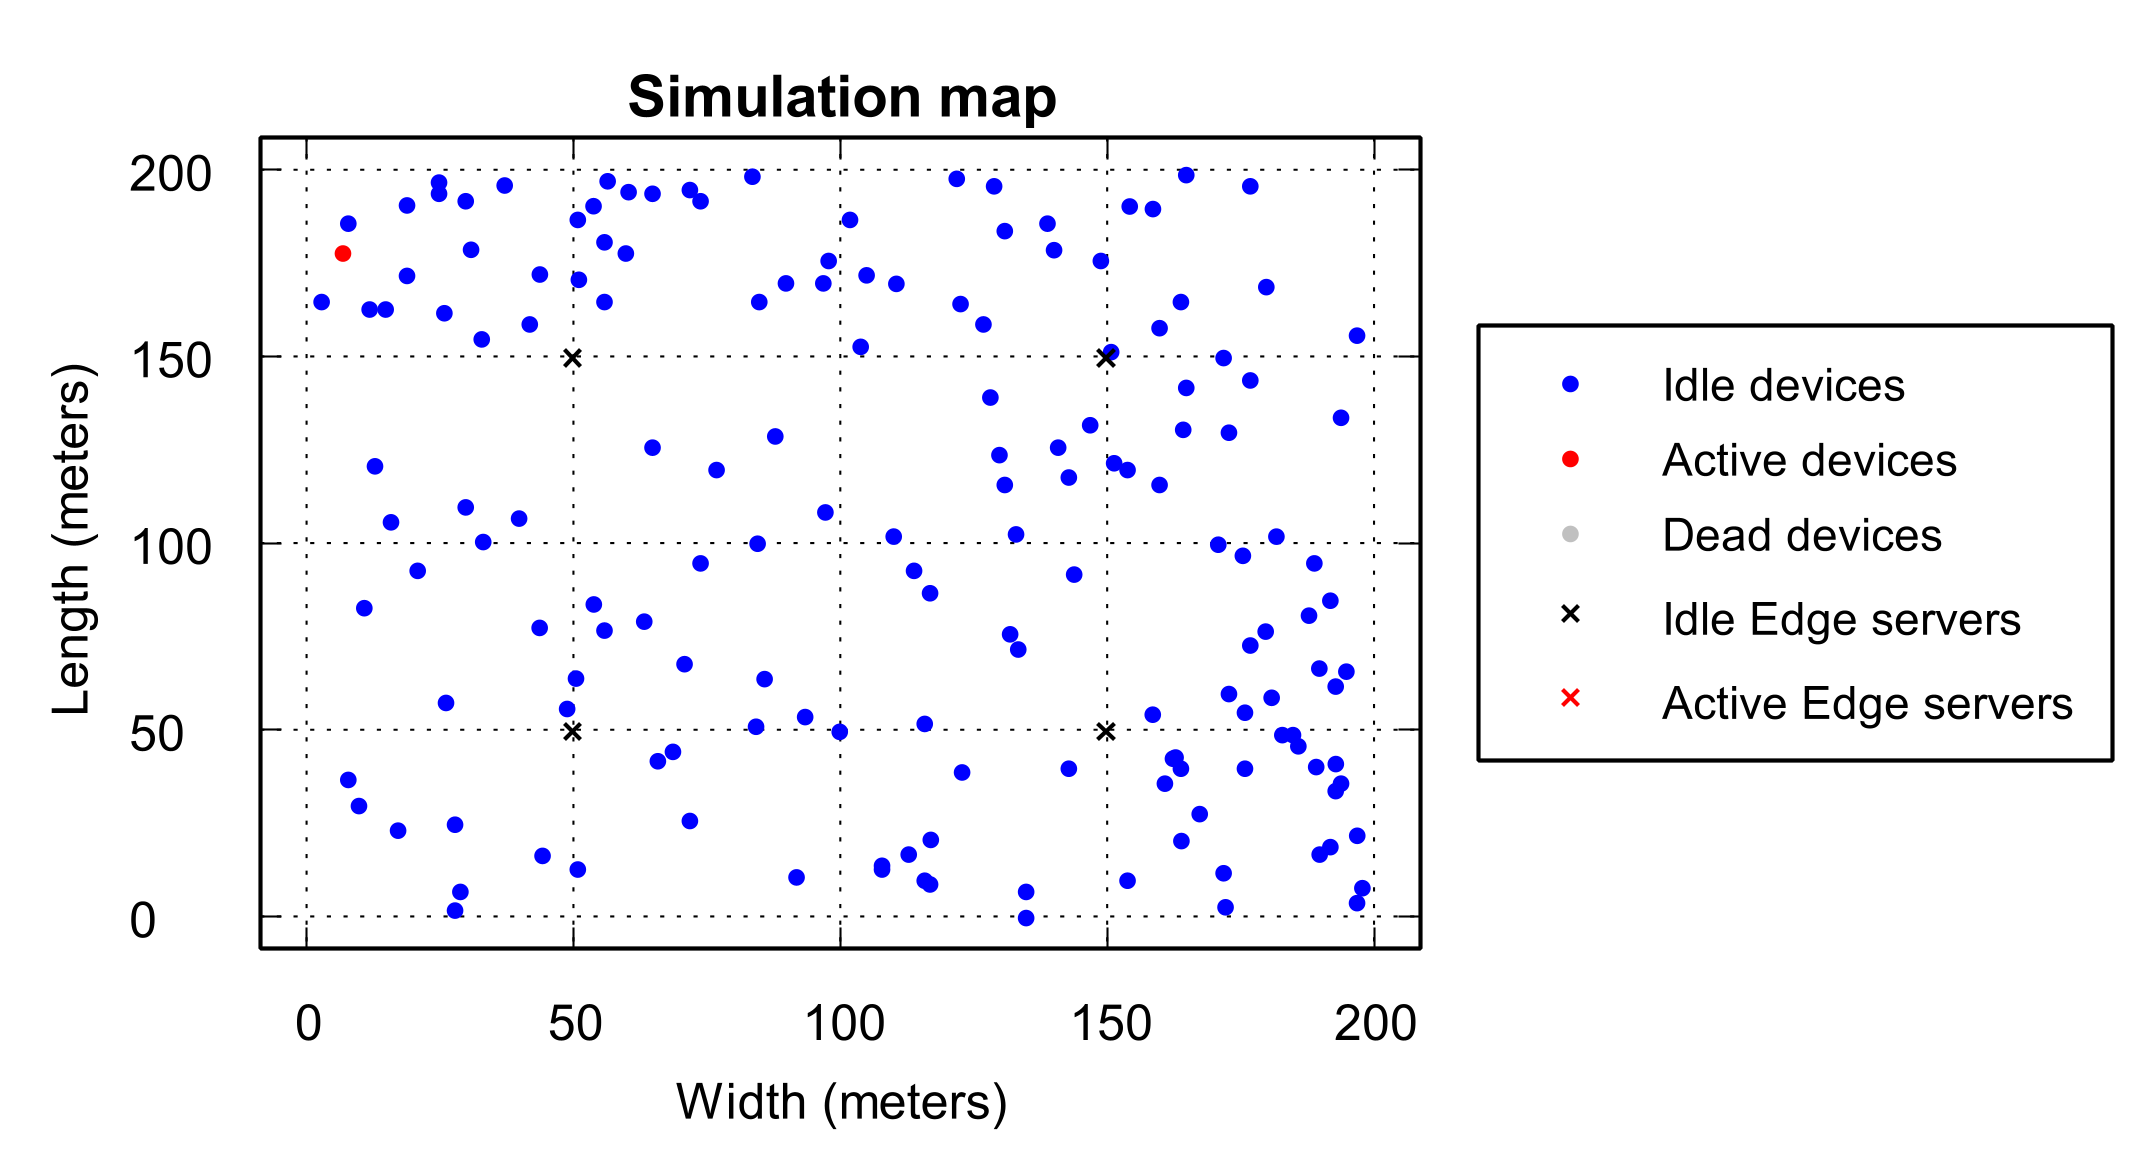 Simulation map
200
150
100
50
0
Length (meters)
0 50 100 150 200
Width (meters)
Idle devices
Active devices
Dead devices
Idle Edge servers
Active Edge servers